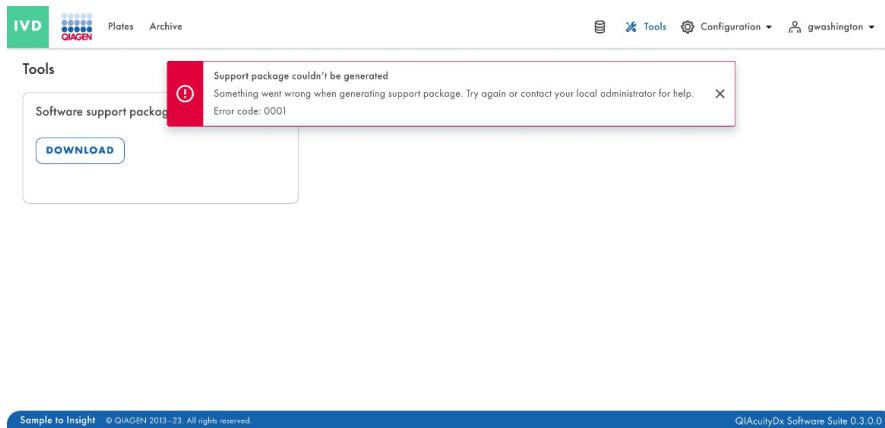 IVD QIAGEN Plates Archive Tools Configuration gwashington
Tools
Support package couldn't be generated
Something went wrong when generating support package. Try again or contact your local administrator for help.
Error code: 0001
Software support packag
DOWNLOAD
Sample to Insight © QIAGEN 2013–23. All rights reserved. QIAcuityDx Software Suite 0.3.0.0